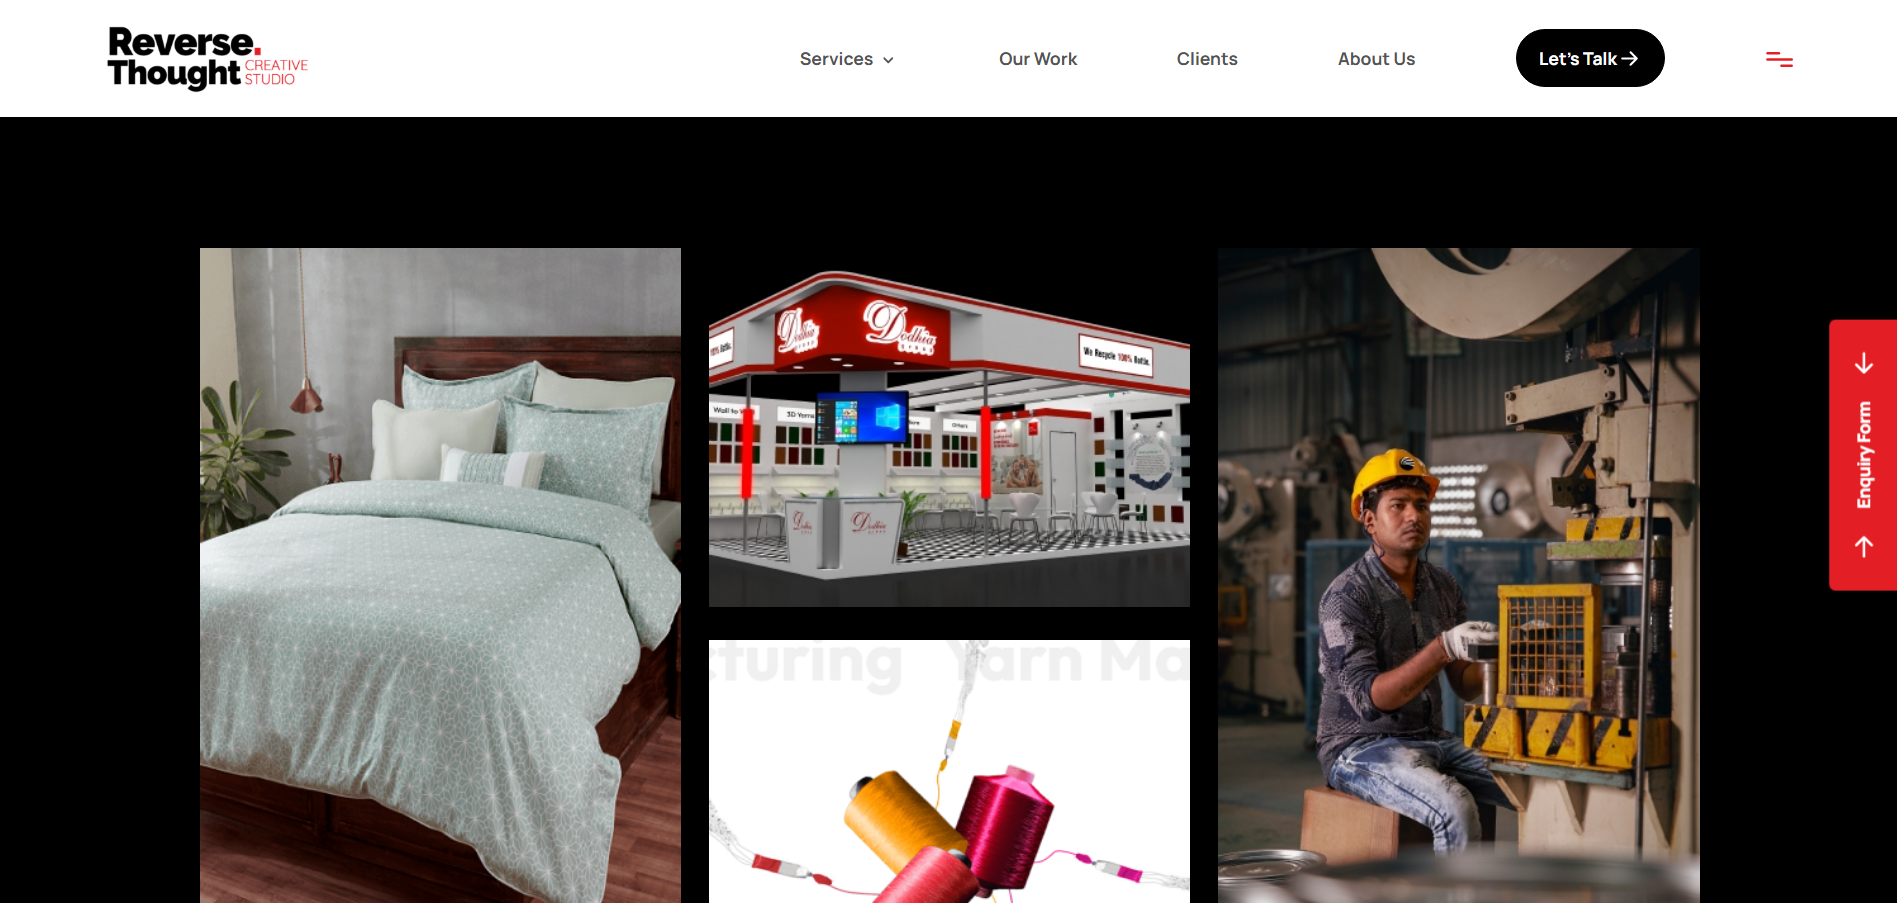 Reverse.
Thought CREATIVE STUDIO
Services
Our Work
Clients
About Us
Let's Talk
Dodhia
Dodhia
We Recycle 100% Bottle.
Wall to
3D Yarns
Others
Dodhia
Dodhia
cturing Yarn Ma
Enquiry Form